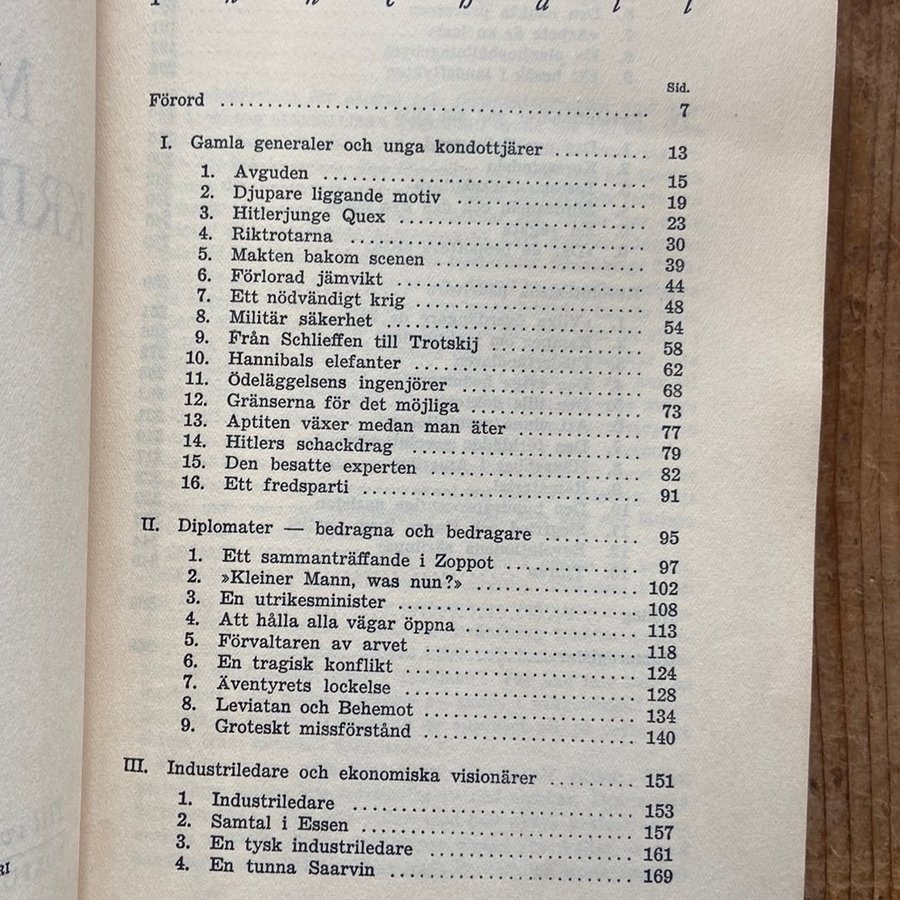 Sid.
Förord 7
I. Gamla generaler och unga kondottjärer 13
1. Avguden 15
2. Djupare liggande motiv 19
3. Hitlerjunge Quex 23
4. Riktrotarna 30
5. Makten bakom scenen 39
6. Förlorad jämvikt 44
7. Ett nödvändigt krig 48
8. Militär säkerhet 54
9. Från Schlieffen till Trotskij 58
10. Hannibals elefanter 62
11. Ödeläggelsens ingenjörer 68
12. Gränserna för det möjliga 73
13. Aptiten växer medan man äter 77
14. Hitlers schackdrag 79
15. Den besatte experten 82
16. Ett fredsparti 91
II. Diplomater — bedragna och bedragare 95
1. Ett sammanträffande i Zoppot 97
2. »Kleiner Mann, was nun?» 102
3. En utrikesminister 108
4. Att hålla alla vägar öppna 113
5. Förvaltaren av arvet 118
6. En tragisk konflikt 124
7. Äventyrets lockelse 128
8. Leviatan och Behemot 134
9. Groteskt missförstånd 140
III. Industriledare och ekonomiska visionärer 151
1. Industriledare 153
2. Samtal i Essen 157
3. En tysk industriledare 161
4. En tunna Saarvin 169